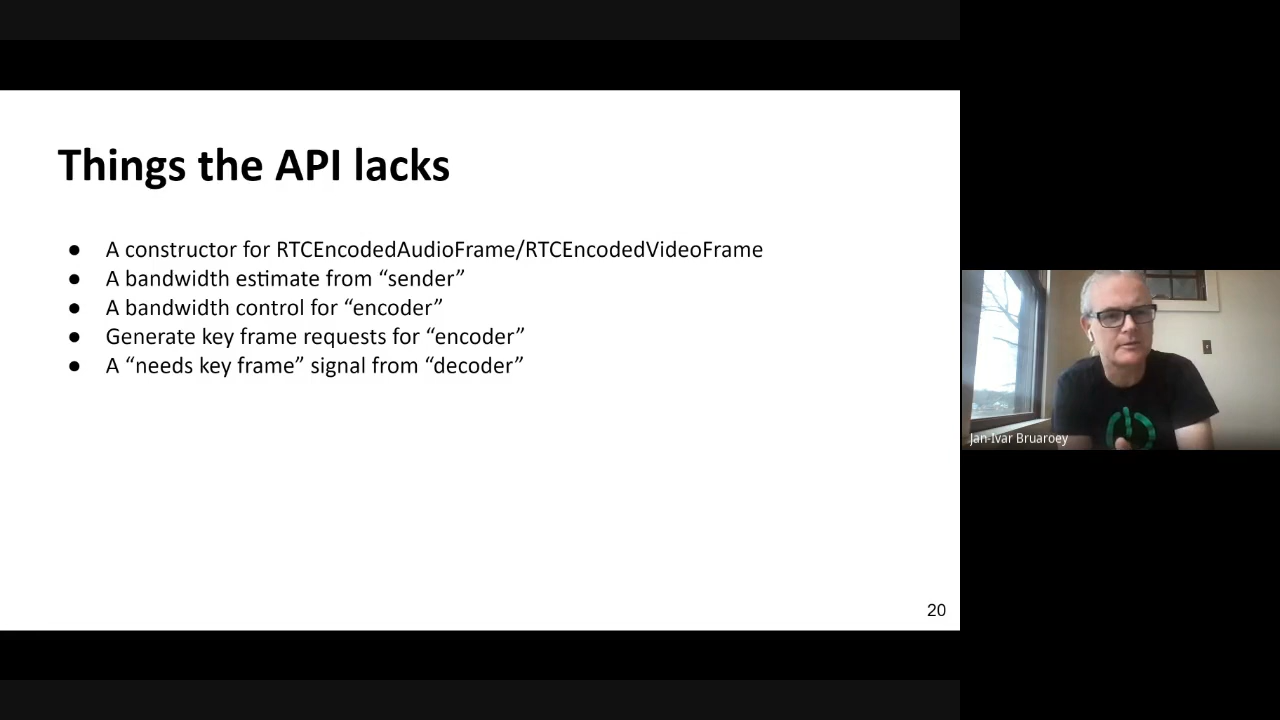 Things the API lacks
● A constructor for RTCEncodedAudioFrame/RTCEncodedVideoFrame
● A bandwidth estimate from “sender”
● A bandwidth control for “encoder”
● Generate key frame requests for “encoder”
● A “needs key frame” signal from “decoder”
20
Jan-Ivar Bruaroey